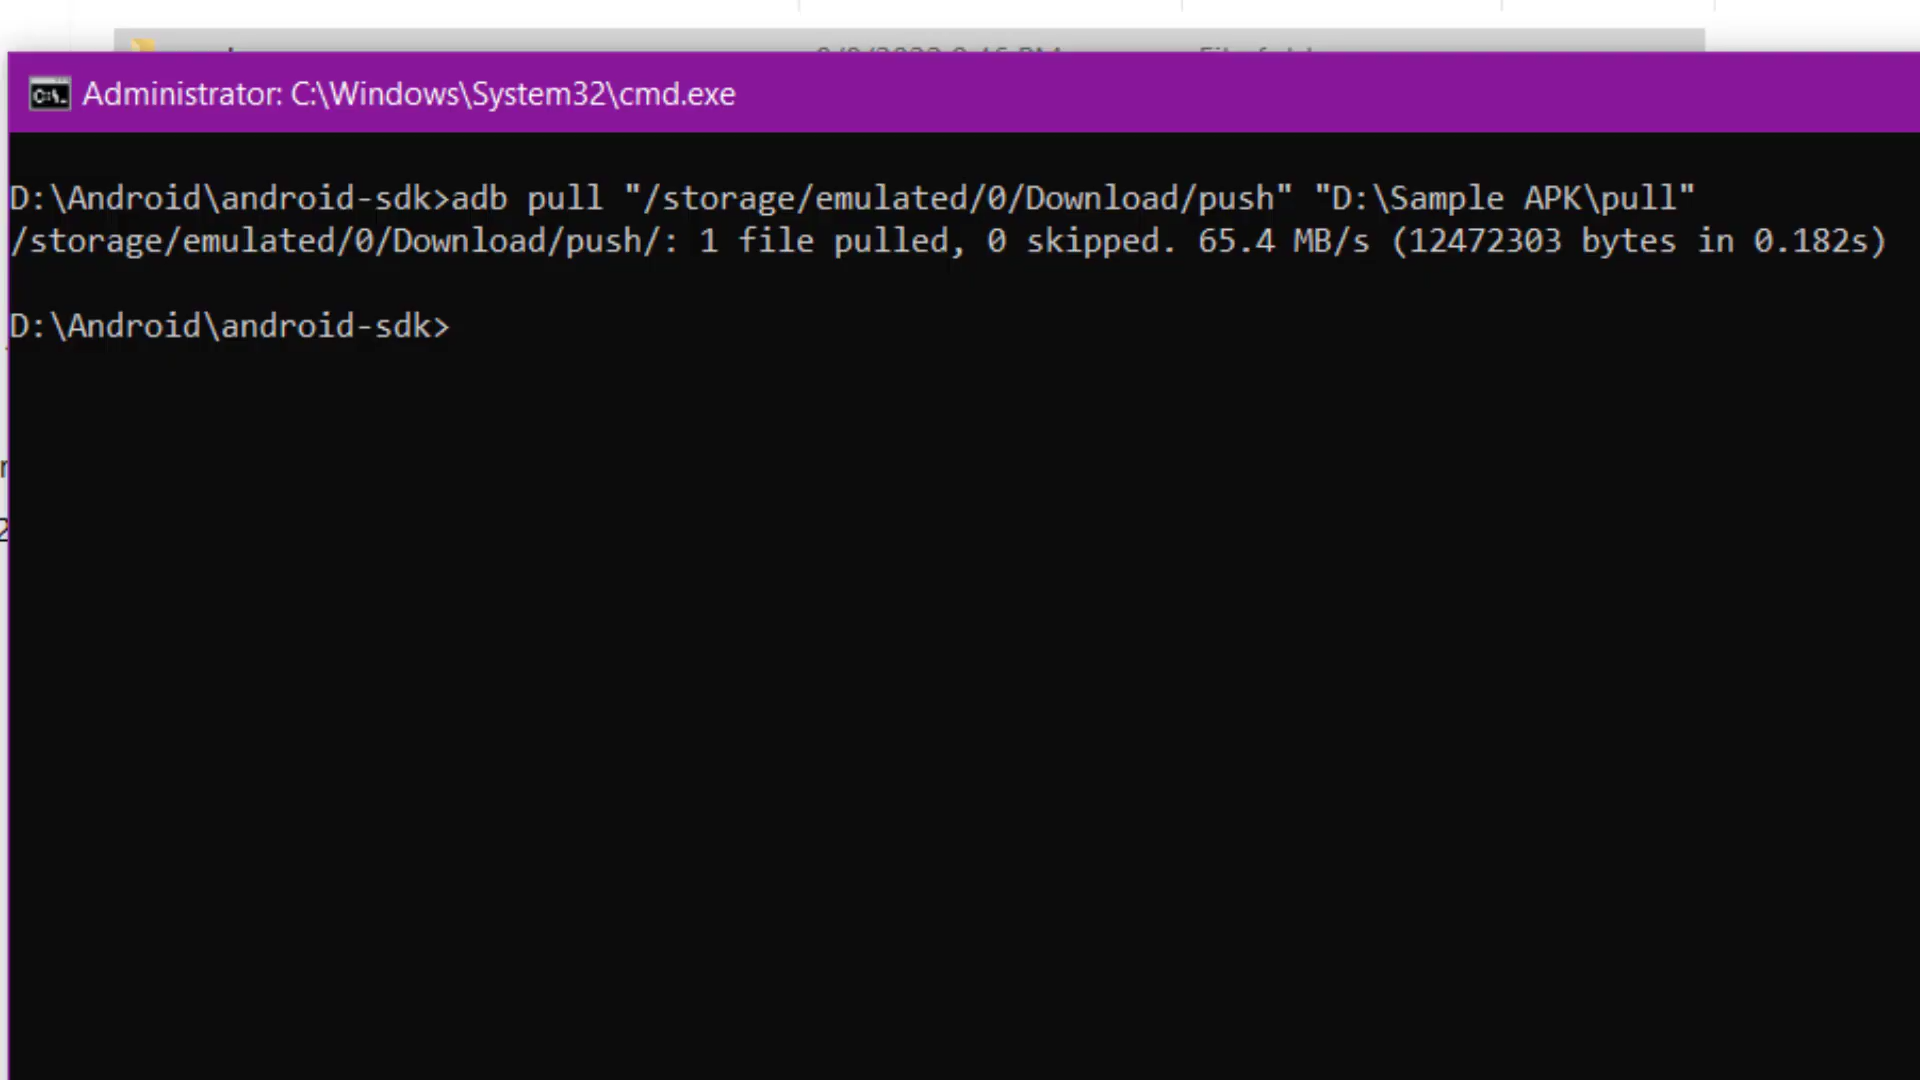 Administrator: C:\Windows\System32\cmd.exe
D:\Android\android-sdk>adb pull "/storage/emulated/0/Download/push" "D:\Sample APK\pull"
/storage/emulated/0/Download/push/: 1 file pulled, 0 skipped. 65.4 MB/s (12472303 bytes in 0.182s)
D:\Android\android-sdk>